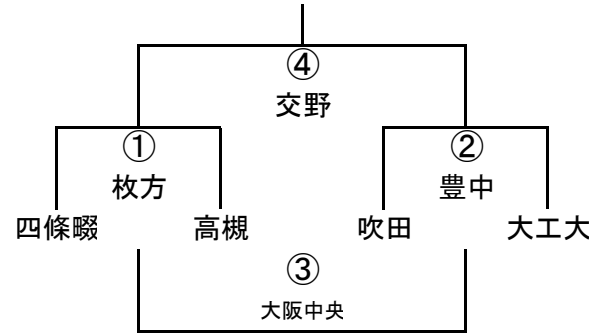 ④
交野
① ②
枚方 豊中
四條畷 高槻 吹田 大工大
③
大阪中央